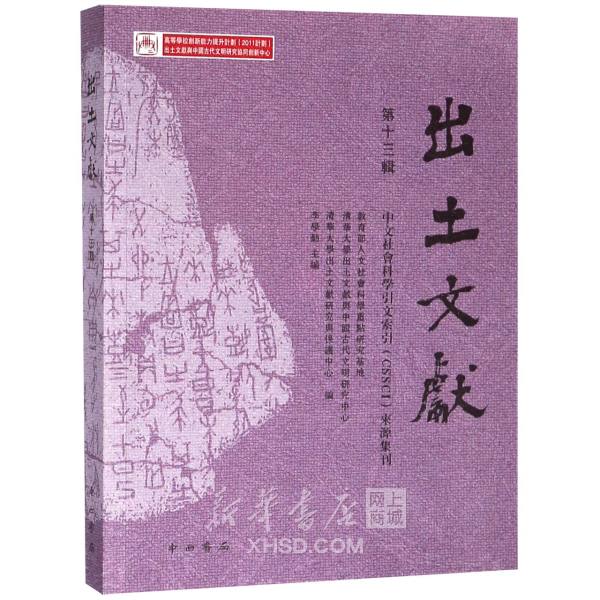 高等學校創新能力提升計劃（2011計劃）
出土文獻與中國古代文明研究協同創新中心
出土文獻
第十三輯
中文社會科學引文索引（CSSCI）來源集刊
教育部人文社會科學重點研究基地
清華大學出土文獻與中國古代文明研究中心
清華大學出土文獻研究與保護中心 編
李學勤 主編
中西書局
出土文獻
第十三輯
中西書局
新華書店
网上
商城
XHSD.COM